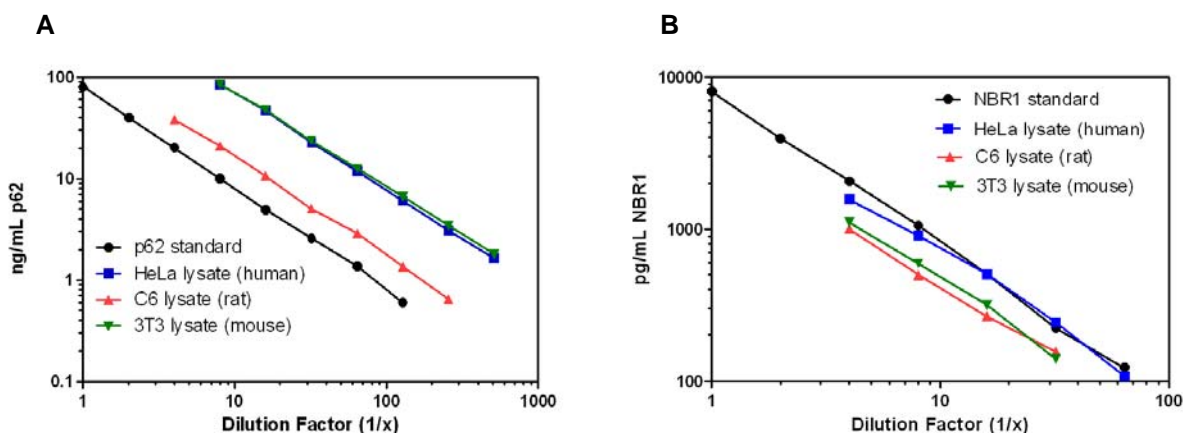 A
ng/mL p62
100
10
1
0.1
p62 standard
HeLa lysate (human)
C6 lysate (rat)
3T3 lysate (mouse)
1 10 100 1000
Dilution Factor (1/x)
B
pg/mL NBR1
10000
1000
100
NBR1 standard
HeLa lysate (human)
C6 lysate (rat)
3T3 lysate (mouse)
1 10 100
Dilution Factor (1/x)